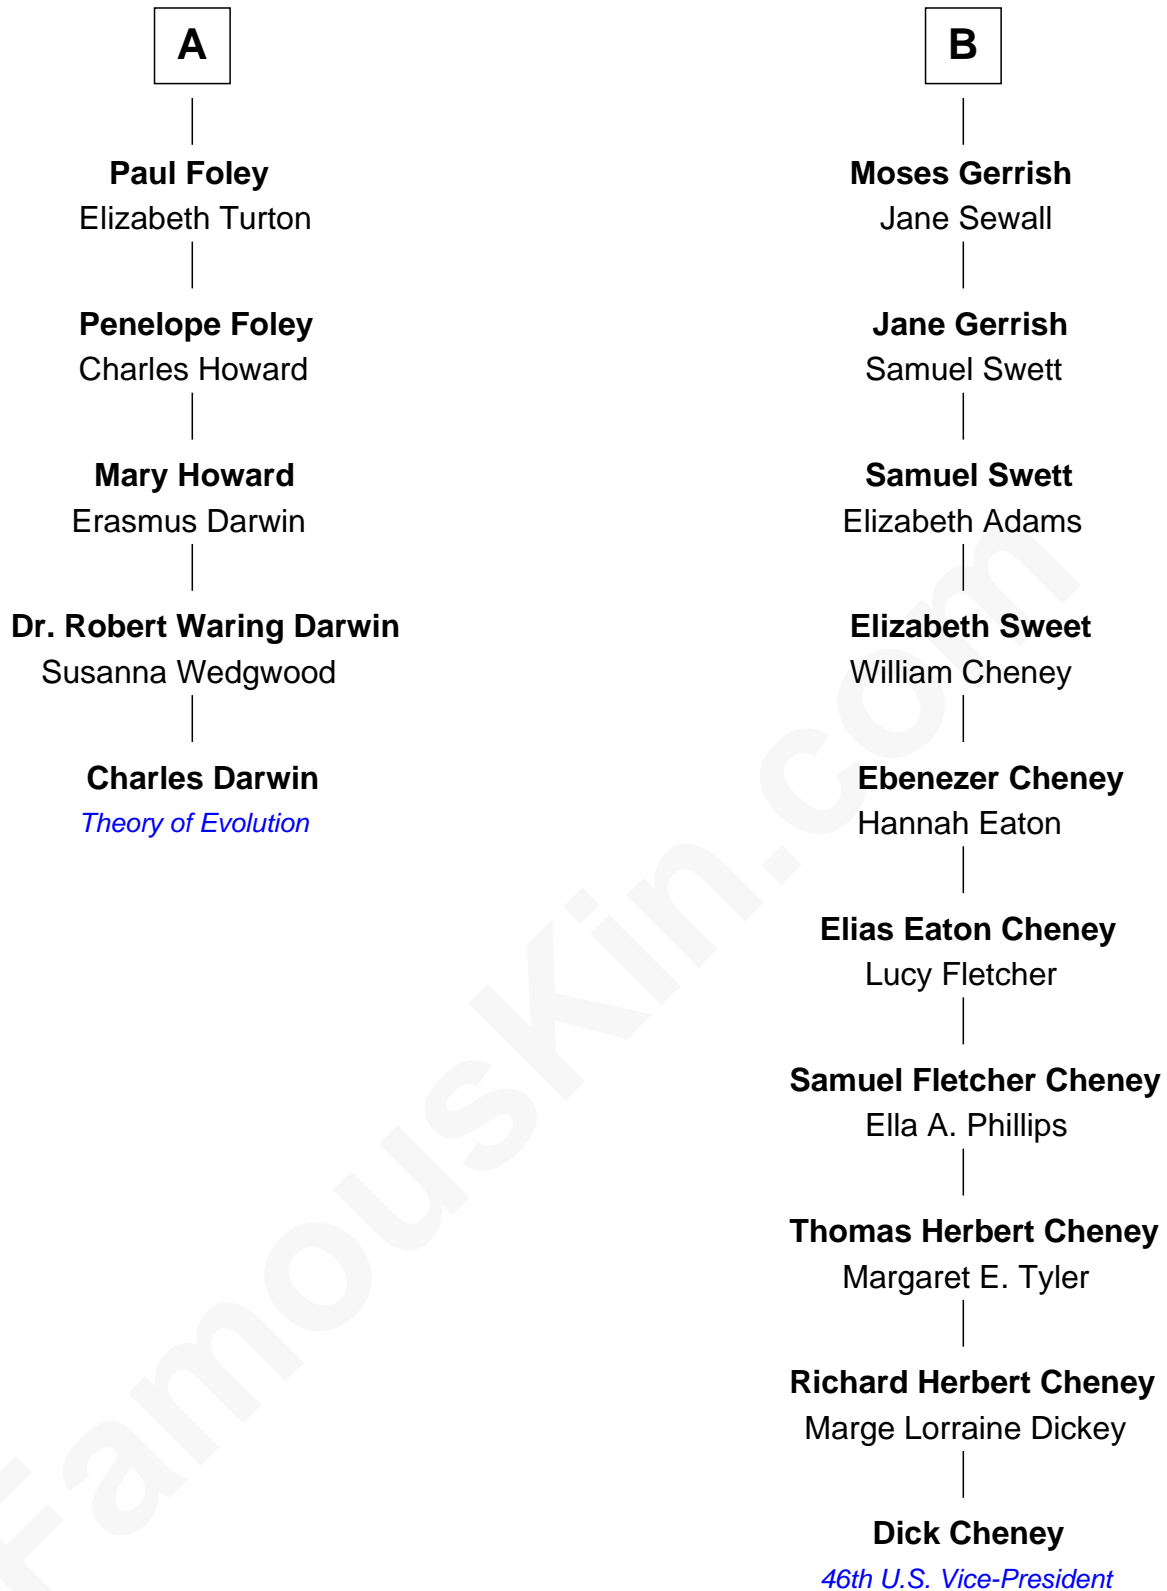 A
Paul Foley
Elizabeth Turton
Penelope Foley
Charles Howard
Mary Howard
Erasmus Darwin
Dr. Robert Waring Darwin
Susanna Wedgwood
Charles Darwin
Theory of Evolution
B
Moses Gerrish
Jane Sewall
Jane Gerrish
Samuel Swett
Samuel Swett
Elizabeth Adams
Elizabeth Sweet
William Cheney
Ebenezer Cheney
Hannah Eaton
Elias Eaton Cheney
Lucy Fletcher
Samuel Fletcher Cheney
Ella A. Phillips
Thomas Herbert Cheney
Margaret E. Tyler
Richard Herbert Cheney
Marge Lorraine Dickey
Dick Cheney
46th U.S. Vice-President
FamousKin.com